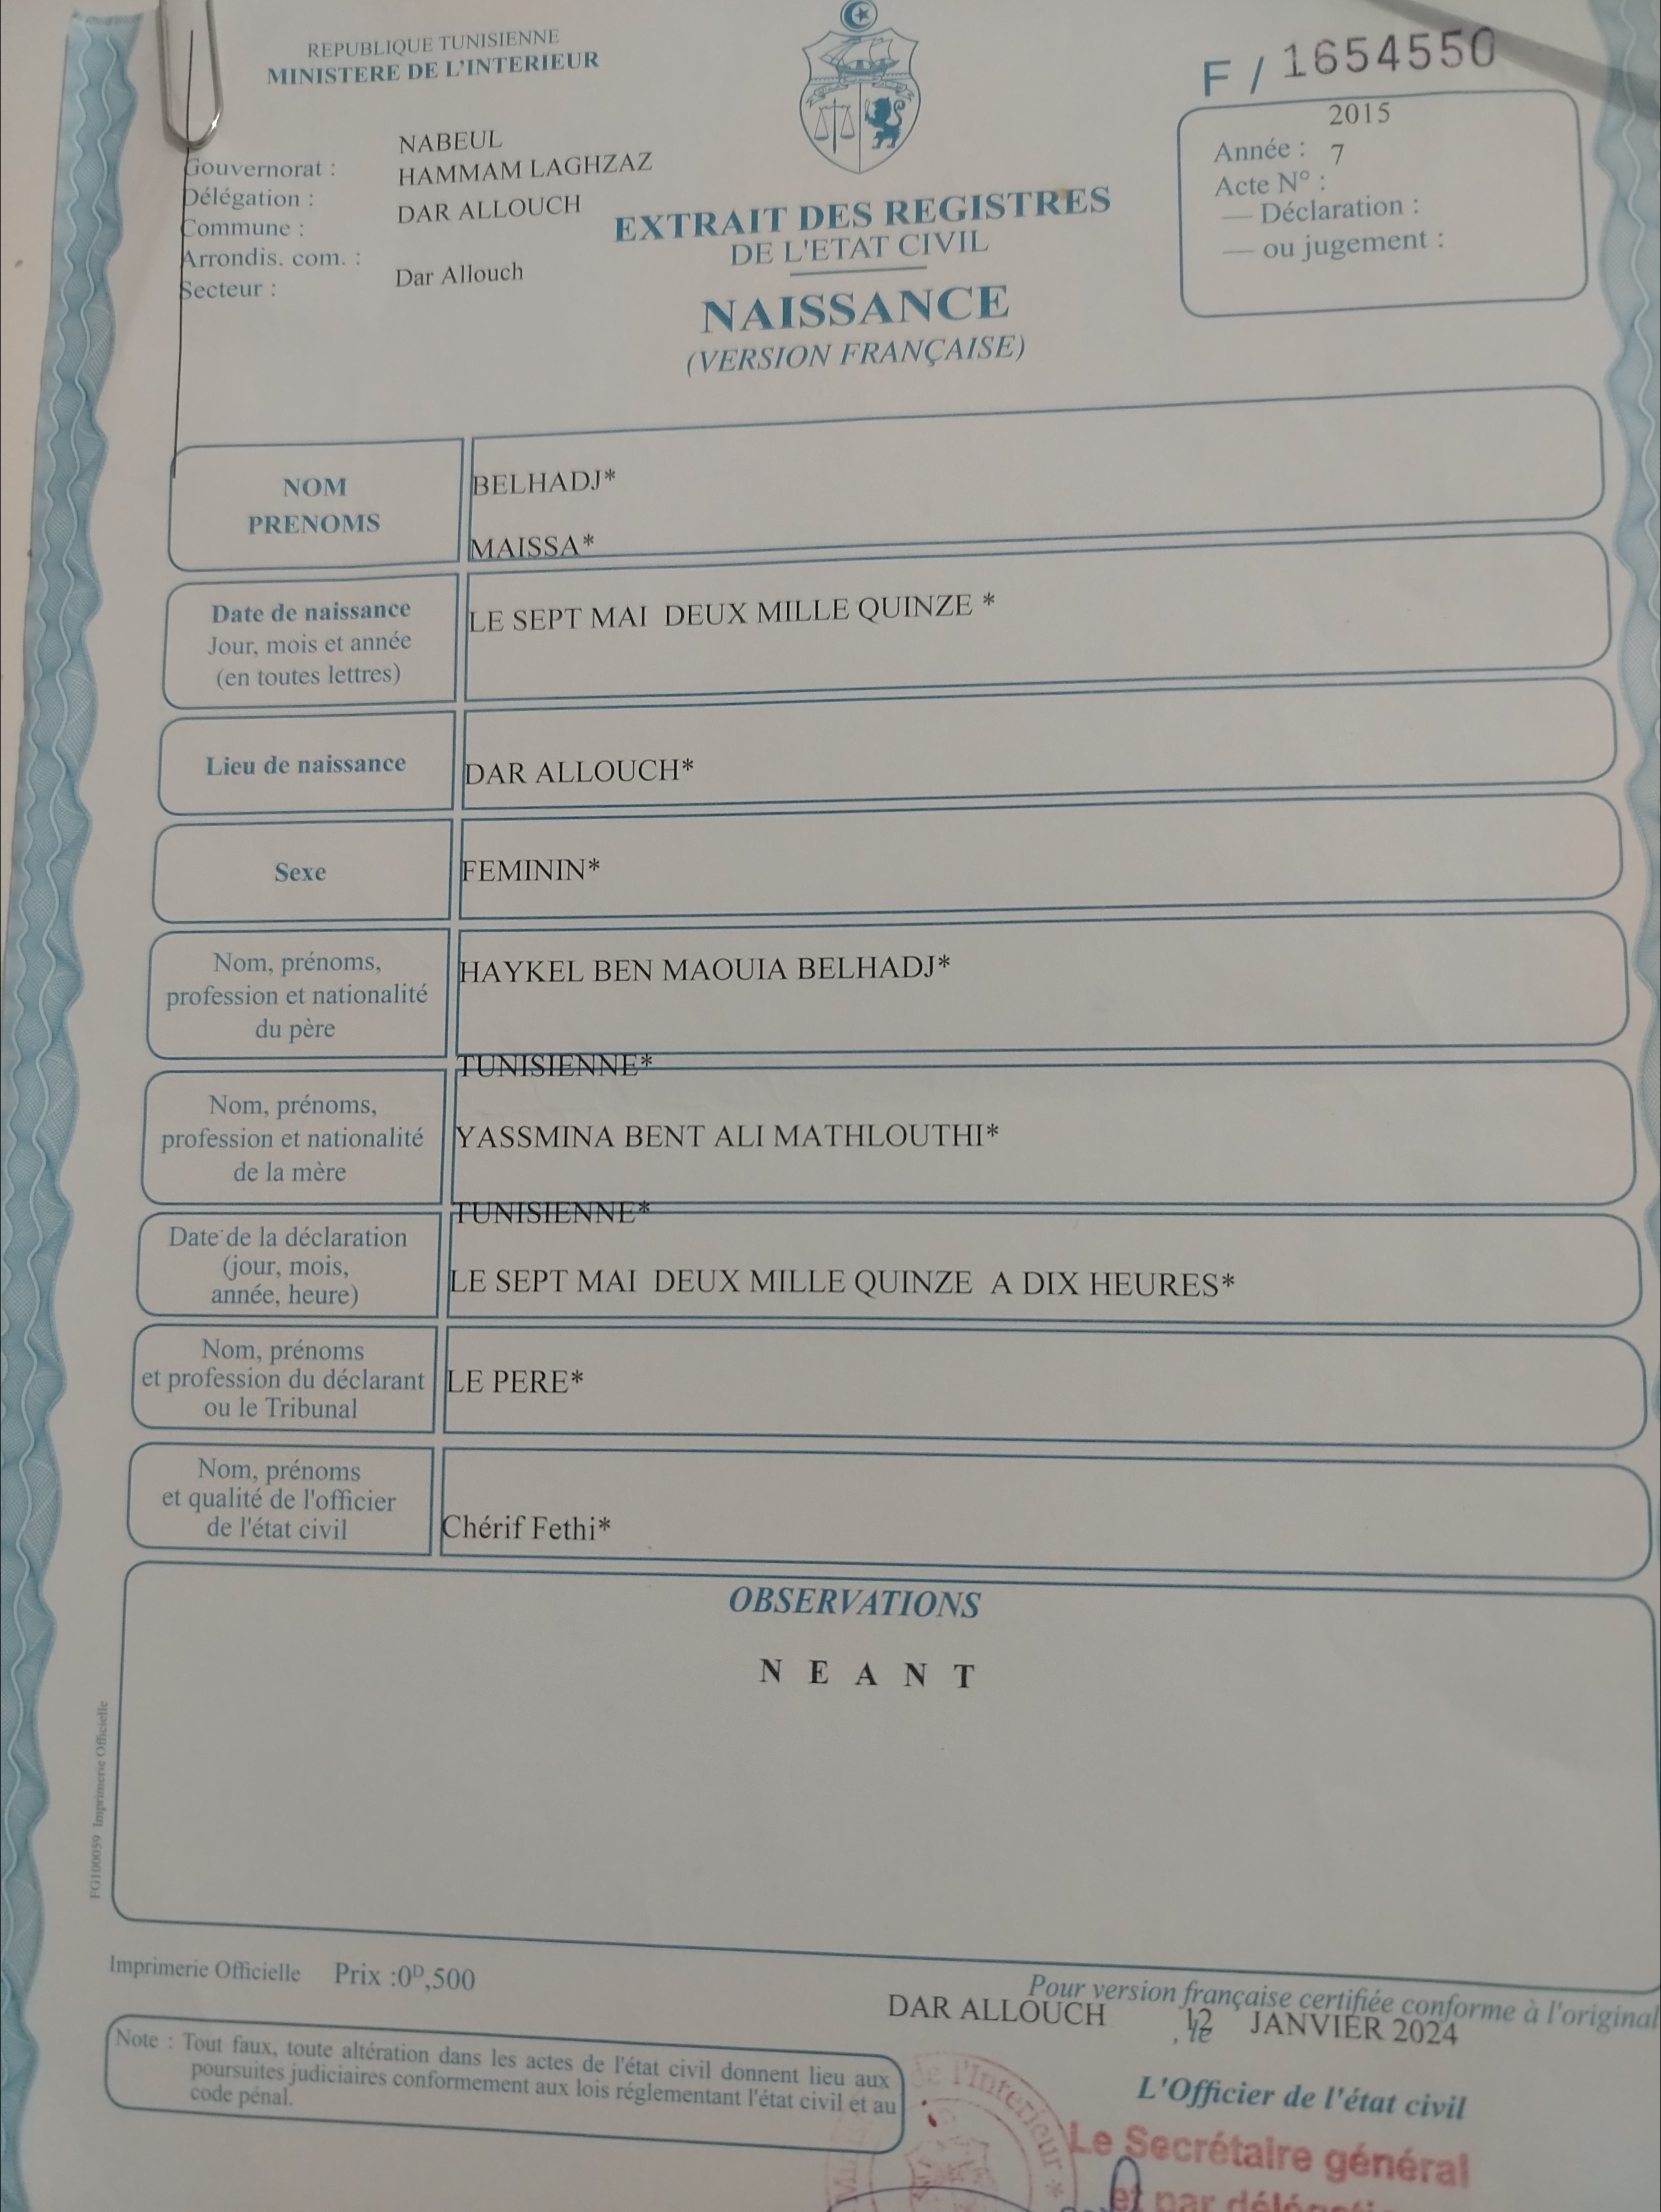 REPUBLIQUE TUNISIENNE
MINISTERE DE L'INTERIEUR
F / 1654550
NABEUL
Gouvernorat :
HAMMAM LAGHZAZ
Délégation :
DAR ALLOUCH
Commune :
Arrondis. com. :
Dar Allouch
Secteur :
EXTRAIT DES REGISTRES
DE L'ETAT CIVIL
NAISSANCE
(VERSION FRANÇAISE)
2015
Année : 7
Acte N° :
— Déclaration :
— ou jugement :
NOM
PRENOMS
BELHADJ*
MAISSA*
Date de naissance
Jour, mois et année
(en toutes lettres)
LE SEPT MAI DEUX MILLE QUINZE *
Lieu de naissance
DAR ALLOUCH*
Sexe
FEMININ*
Nom, prénoms,
profession et nationalité
du père
HAYKEL BEN MAOUIA BELHADJ*
TUNISIENNE*
Nom, prénoms,
profession et nationalité
de la mère
YASSMINA BENT ALI MATHLOUTHI*
TUNISIENNE*
Date de la déclaration
(jour, mois,
année, heure)
LE SEPT MAI DEUX MILLE QUINZE A DIX HEURES*
Nom, prénoms
et profession du déclarant
ou le Tribunal
LE PERE*
Nom, prénoms
et qualité de l'officier
de l'état civil
Chérif Fethi*
OBSERVATIONS
N E A N T
FG100059 Imprimerie Officielle
Imprimerie Officielle Prix :0ᴰ,500
Pour version française certifiée conforme à l'original
DAR ALLOUCH , le 12 JANVIER 2024
Note : Tout faux, toute altération dans les actes de l'état civil donnent lieu aux
poursuites judiciaires conformement aux lois réglementant l'état civil et au
code pénal.
L'Officier de l'état civil
de l'Interieur *
Le Secrétaire général
et par